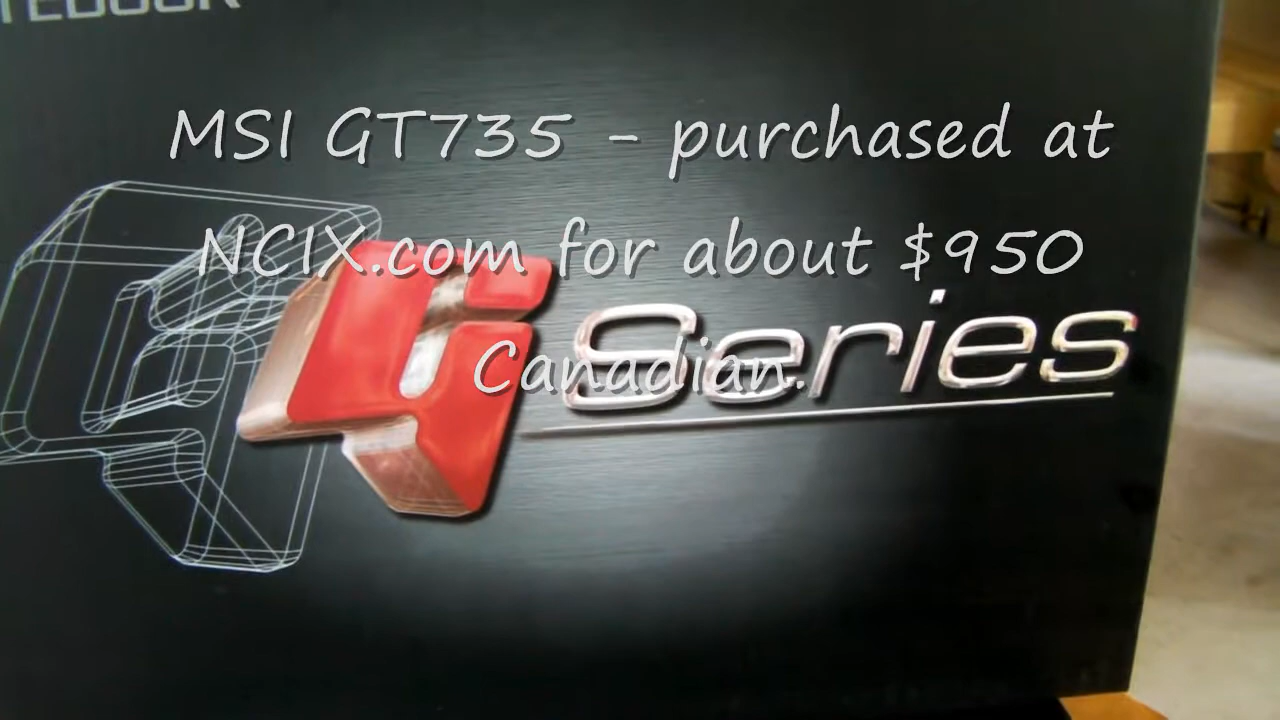 MSI GT735 - purchased at
NCIX.com for about $950
Canadian.
G Series